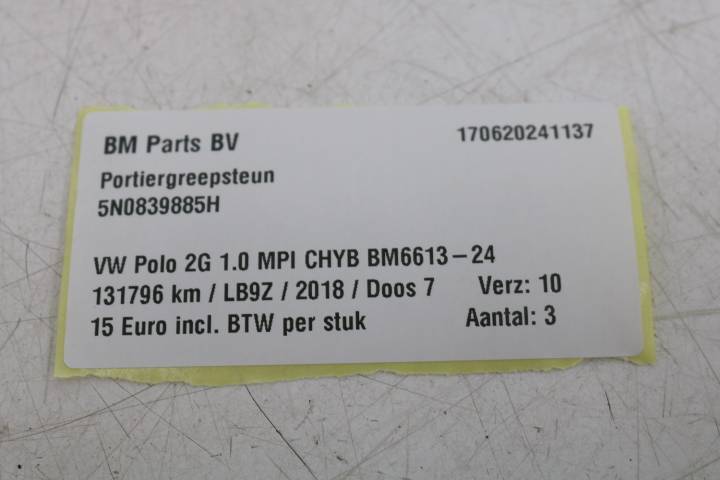 BM Parts BV 170620241137
Portiergreepsteun
5N0839885H
VW Polo 2G 1.0 MPI CHYB BM6613-24
131796 km / LB9Z / 2018 / Doos 7 Verz: 10
15 Euro incl. BTW per stuk Aantal: 3